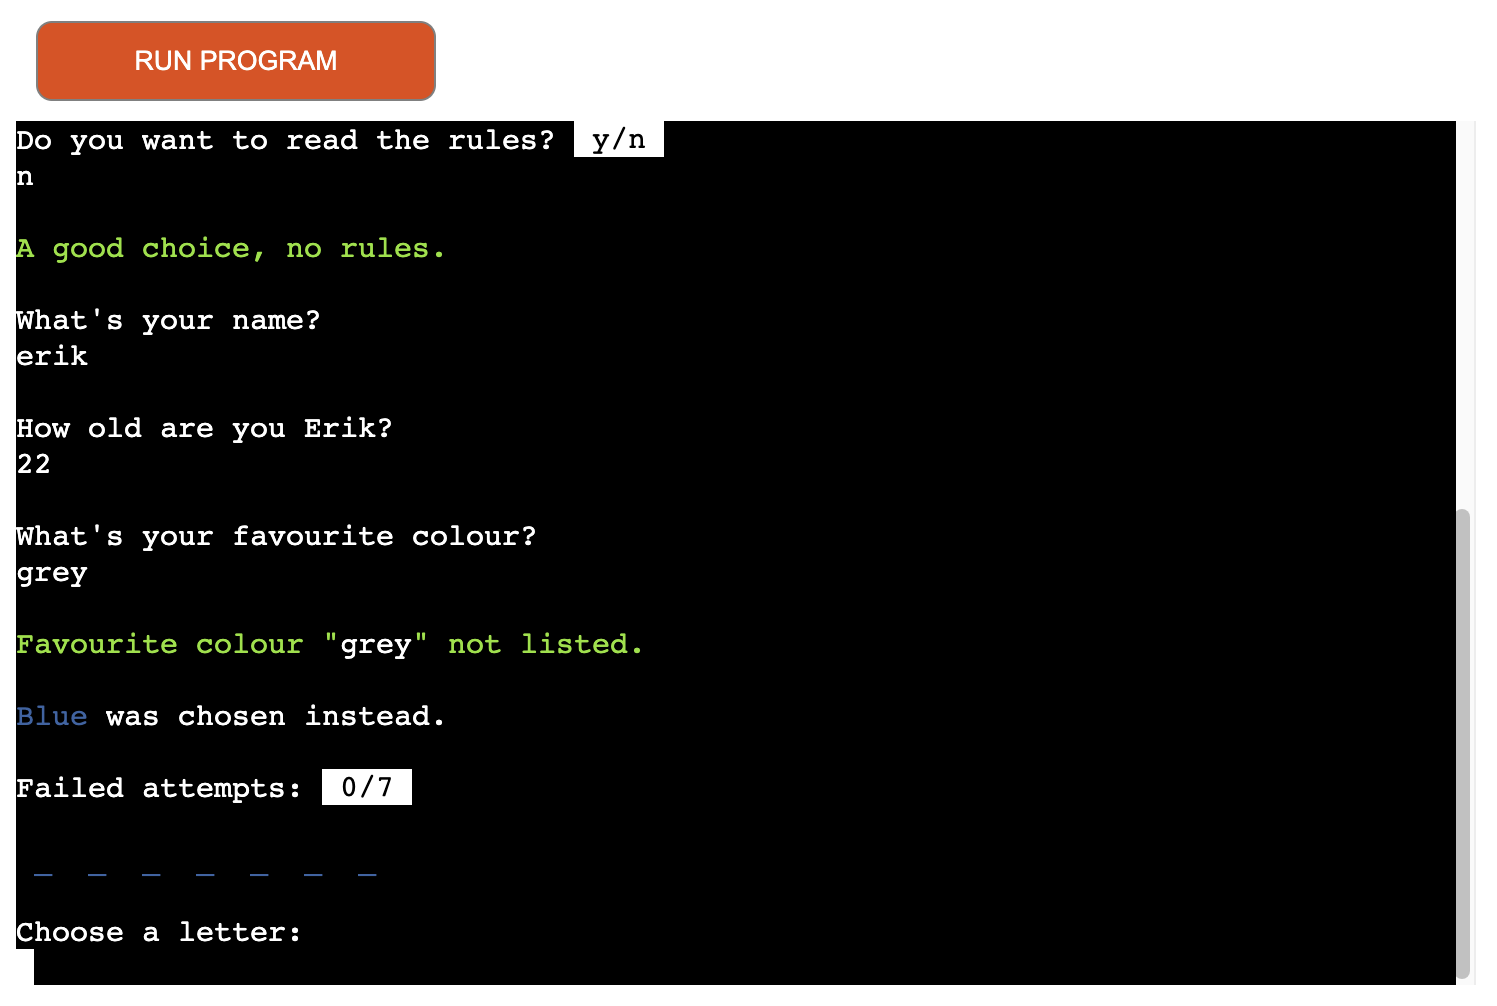 RUN PROGRAM
Do you want to read the rules? y/n
n
A good choice, no rules.
What's your name?
erik
How old are you Erik?
22
What's your favourite colour?
grey
Favourite colour "grey" not listed.
Blue was chosen instead.
Failed attempts: 0/7
_ _ _ _ _ _ _
Choose a letter: